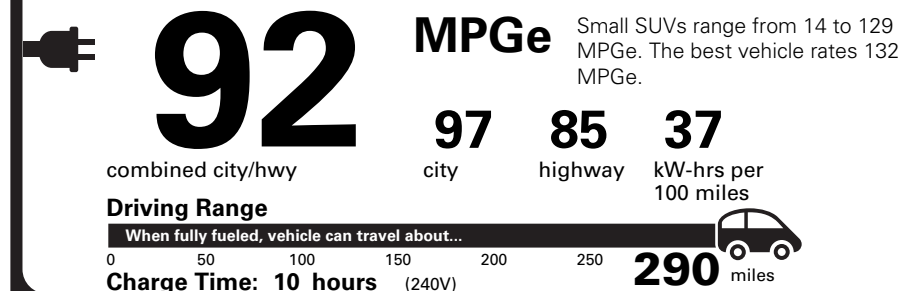 92 MPGe
Small SUVs range from 14 to 129
MPGe. The best vehicle rates 132
MPGe.
combined city/hwy
97 85 37
city highway kW-hrs per
100 miles
Driving Range
When fully fueled, vehicle can travel about...
0 50 100 150 200 250 290 miles
Charge Time: 10 hours (240V)